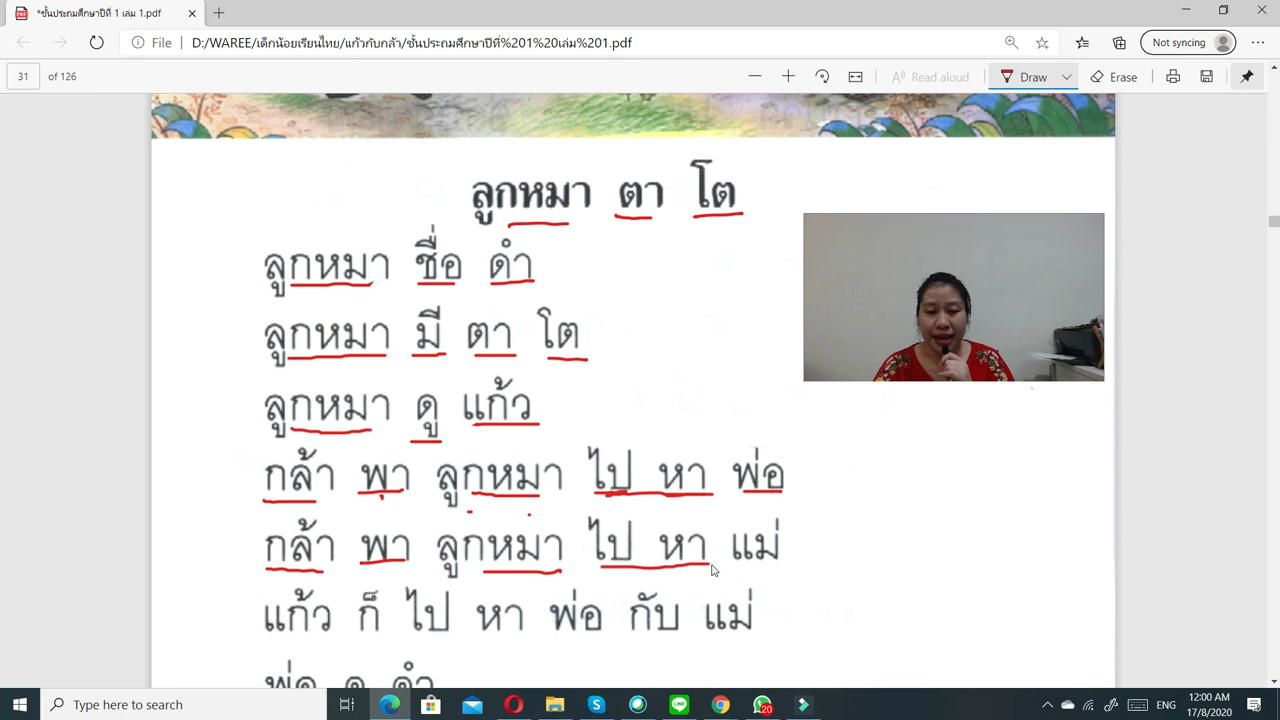 *ชั้นประถมศึกษาปีที่ 1 เล่ม 1.pdf
File D:/WAREE/เด็กน้อยเรียนไทย/แก้วกับกล้า/ชั้นประถมศึกษาปีที่%201%20เล่ม%201.pdf Not syncing
31 of 126 Read aloud Draw Erase
ลูกหมา ตา โต
ลูกหมา ชื่อ ดำ
ลูกหมา มี ตา โต
ลูกหมา ดู แก้ว
กล้า พา ลูกหมา ไป หา พ่อ
กล้า พา ลูกหมา ไป หา แม่
แก้ว ก็ ไป หา พ่อ กับ แม่
พ่อ ดู ดำ
Type here to search 20 ENG 12:00 AM
17/8/2020